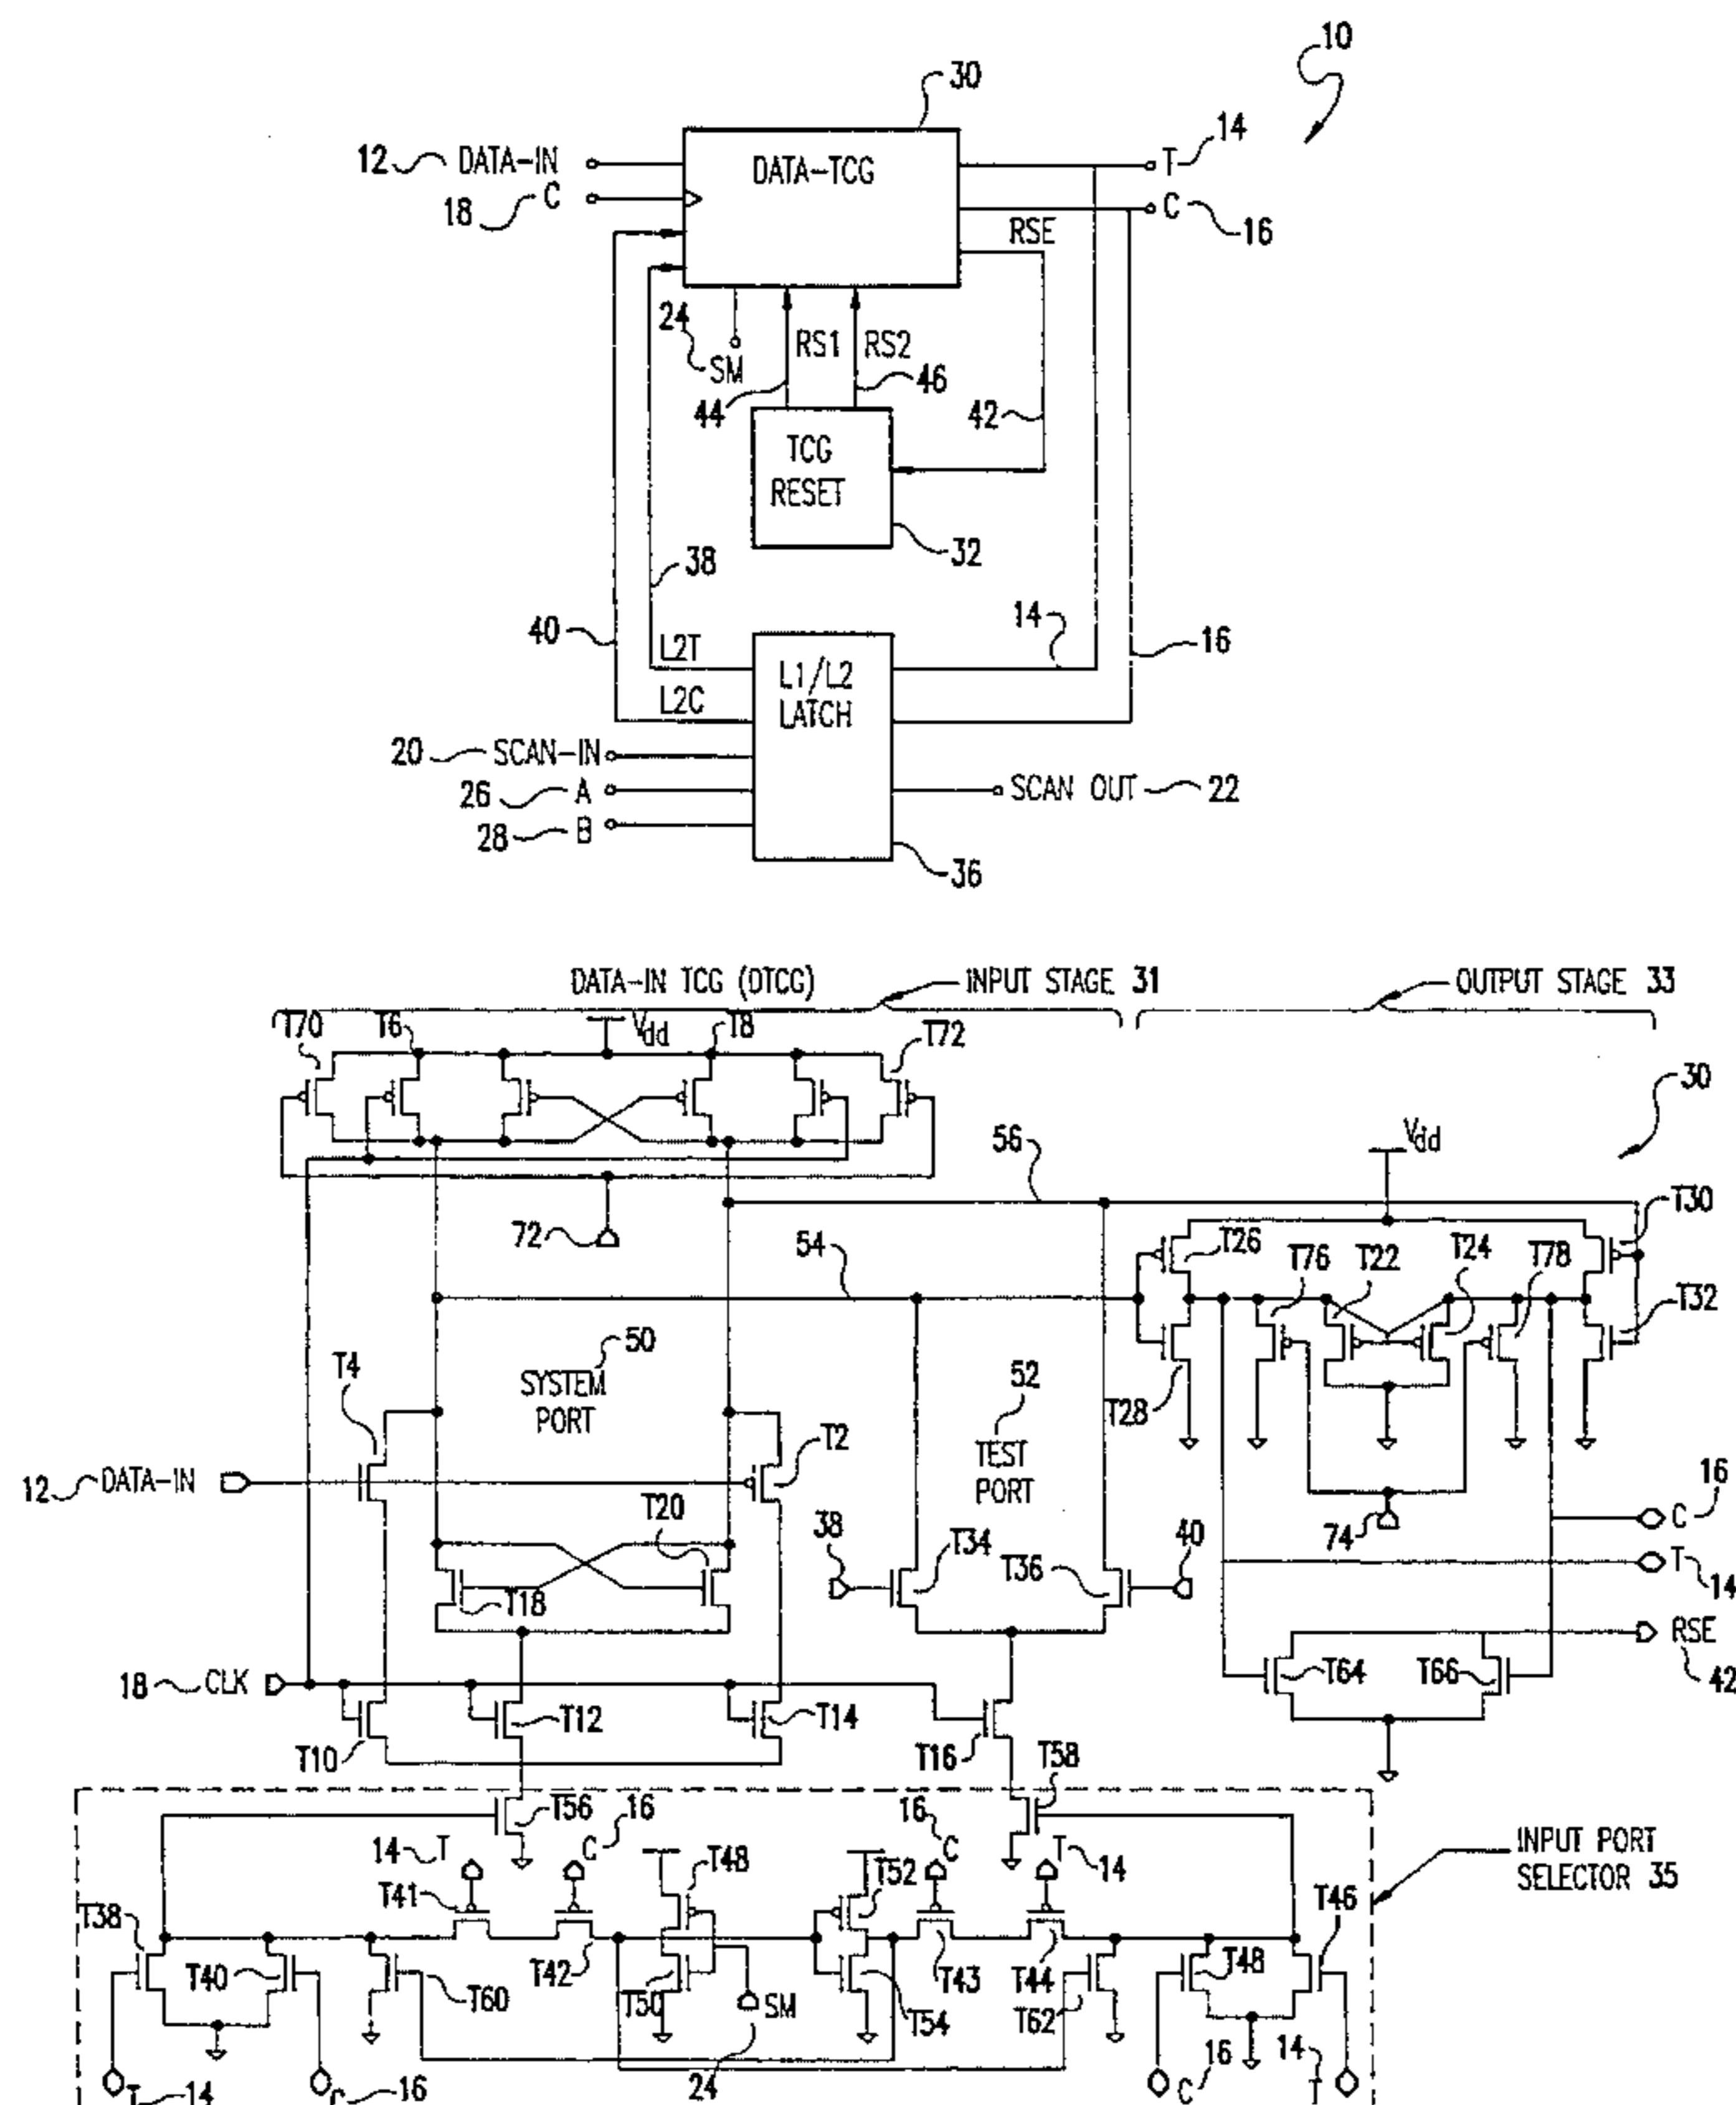 10
30
12 DATA-IN
DATA-TCG
T 14
18 C
C 16
RSE
24
SM
RS1
RS2
44
46
42
TCG
RESET
32
38
40
14
16
L2T
L2C
L1/L2
LATCH
20 SCAN-IN
26 A
28 B
SCAN OUT 22
36
DATA-IN TCG (DTCG)
INPUT STAGE 31
OUTPUT STAGE 33
T70
T6
Vdd
T8
T72
30
56
Vdd
T30
72
54
T26
T76
T22
T24
T78
T32
T4
SYSTEM
PORT
50
52
TEST
PORT
T28
T2
12 DATA-IN
T20
38
T34
T36
40
74
C 16
T 14
T18
RSE
42
T64
T66
18 CLK
T10
T12
T14
T16
T58
T56
14 T
C 16
T48
T52
16 C
T 14
INPUT PORT
SELECTOR 35
T41
T38
T46
T40
T60
T42
T50
SM
T54
T43
T44
T62
T48
24
T 14
C 16
C 16
14 T